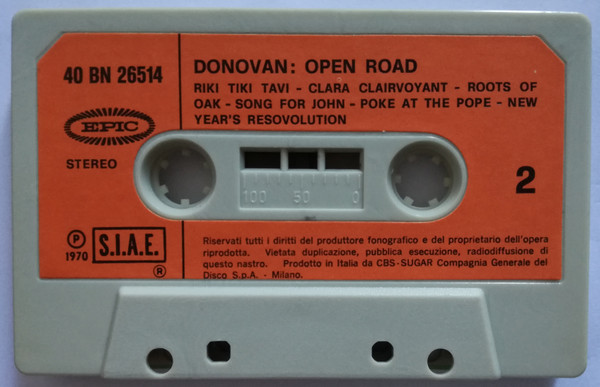 40 BN 26514
EPIC
STEREO
℗
1970
S.I.A.E.
®
DONOVAN: OPEN ROAD
RIKI TIKI TAVI - CLARA CLAIRVOYANT - ROOTS OF
OAK - SONG FOR JOHN - POKE AT THE POPE - NEW
YEAR'S RESOVOLUTION
100 50 0
2
Riservati tutti i diritti del produttore fonografico e del proprietario dell'opera
riprodotta. Vietata duplicazione, pubblica esecuzione, radiodiffusione di
questo nastro. Prodotto in Italia da CBS-SUGAR Compagnia Generale del
Disco S.p.A. - Milano.